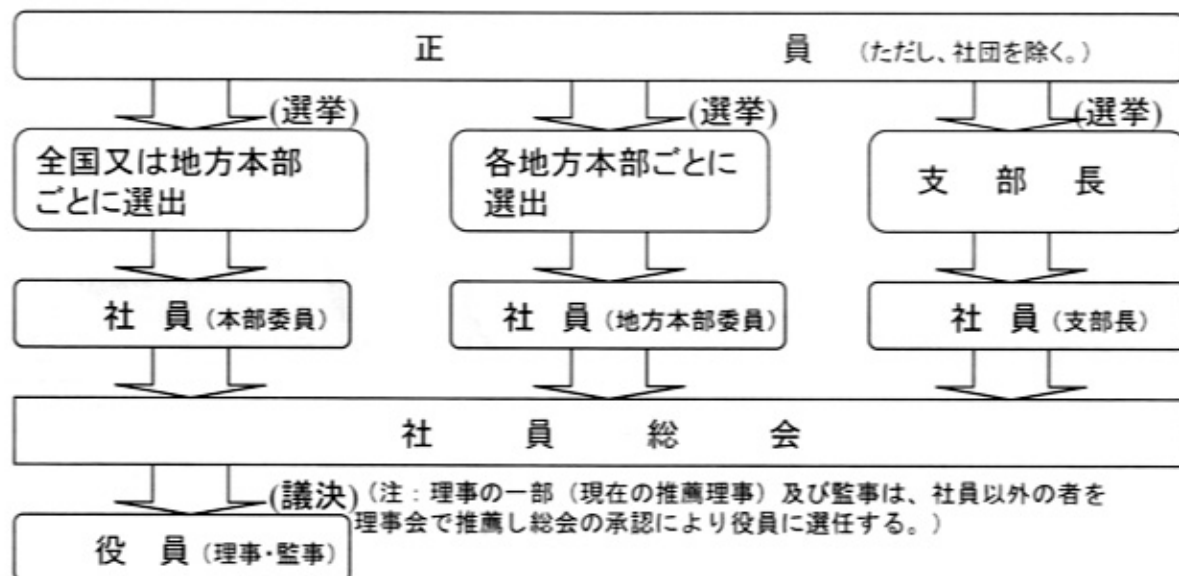 正 員 (ただし、社団を除く。)
(選挙) (選挙) (選挙)
全国又は地方本部
ごとに選出
各地方本部ごとに
選出
支 部 長
社 員 (本部委員)
社 員 (地方本部委員)
社 員 (支部長)
社 員 総 会
(議決) (注：理事の一部（現在の推薦理事）及び監事は、社員以外の者を
理事会で推薦し総会の承認により役員に選任する。)
役 員 (理事・監事)